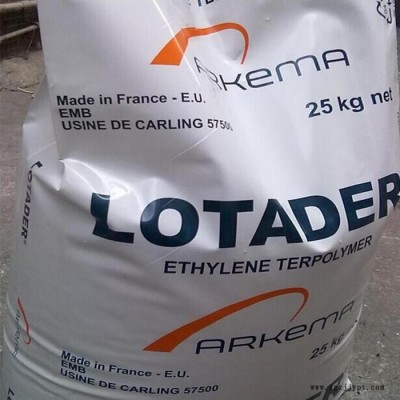 ARKEMA
Made in France - E.U.
EMB
USINE DE CARLING 57500
25 kg net
LOTADER
LOTADER®
ETHYLENE TERPOLYMER
ARKEMA
25 kg
Made in France - E.U.
EMB
USINE DE CARLING 57500